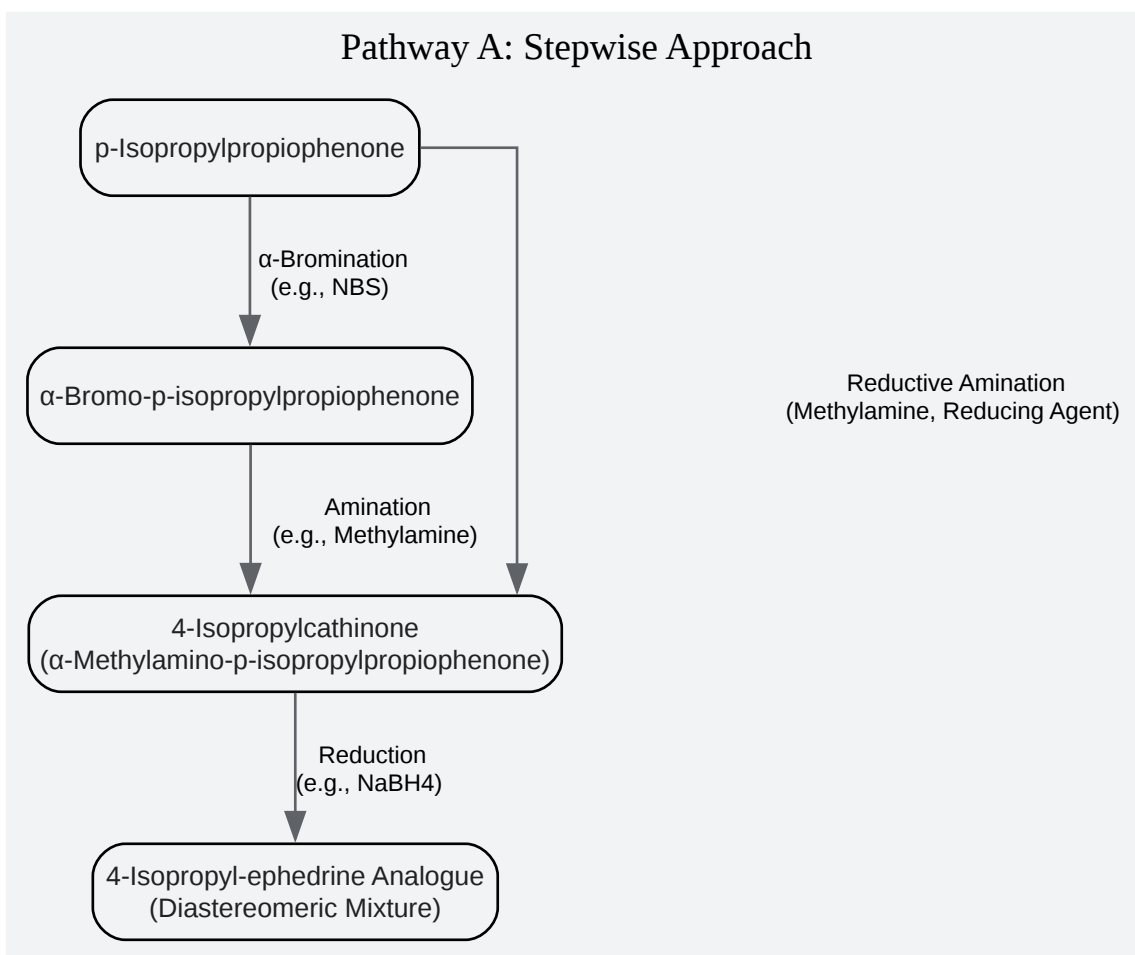 Pathway A: Stepwise Approach
p-Isopropylpropiophenone
α-Bromination
(e.g., NBS)
α-Bromo-p-isopropylpropiophenone
Reductive Amination
(Methylamine, Reducing Agent)
Amination
(e.g., Methylamine)
4-Isopropylcathinone
(α-Methylamino-p-isopropylpropiophenone)
Reduction
(e.g., NaBH4)
4-Isopropyl-ephedrine Analogue
(Diastereomeric Mixture)